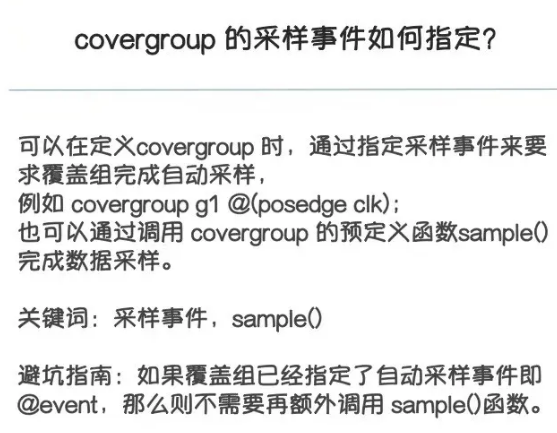 covergroup 的采样事件如何指定？
可以在定义covergroup 时，通过指定采样事件来要
求覆盖组完成自动采样，
例如 covergroup g1 @(posedge clk);
也可以通过调用 covergroup 的预定义函数sample()
完成数据采样。
关键词：采样事件，sample()
避坑指南：如果覆盖组已经指定了自动采样事件即
@event，那么则不需要再额外调用 sample()函数。